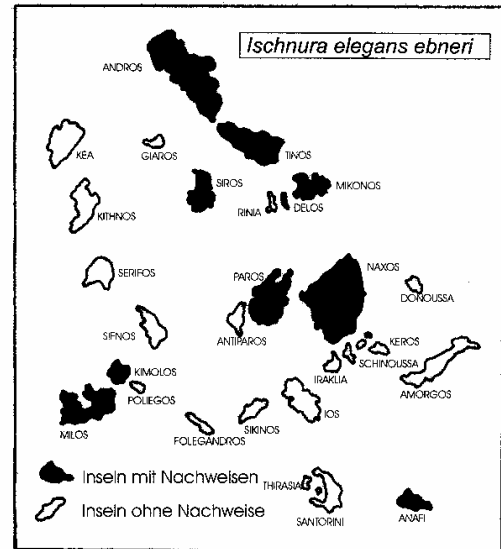 Ischnura elegans ebneri
ANDROS
KEA
GIAROS
TINOS
SIROS
MIKONOS
RINIA
DELOS
KITHNOS
SERIFOS
PAROS
NAXOS
DONOUSSA
SIFNOS
ANTIPAROS
KEROS
SCHINOUSSA
IRAKLIA
AMORGOS
KIMOLOS
POLIEGOS
MILOS
FOLEGANDROS
SIKINOS
IOS
Inseln mit Nachweisen
THIRASIA
Inseln ohne Nachweise
SANTORINI
ANAFI